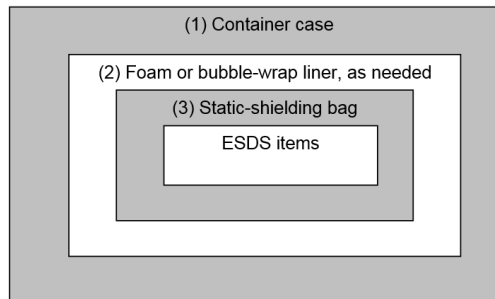 (1) Container case
(2) Foam or bubble-wrap liner, as needed
(3) Static-shielding bag
ESDS items